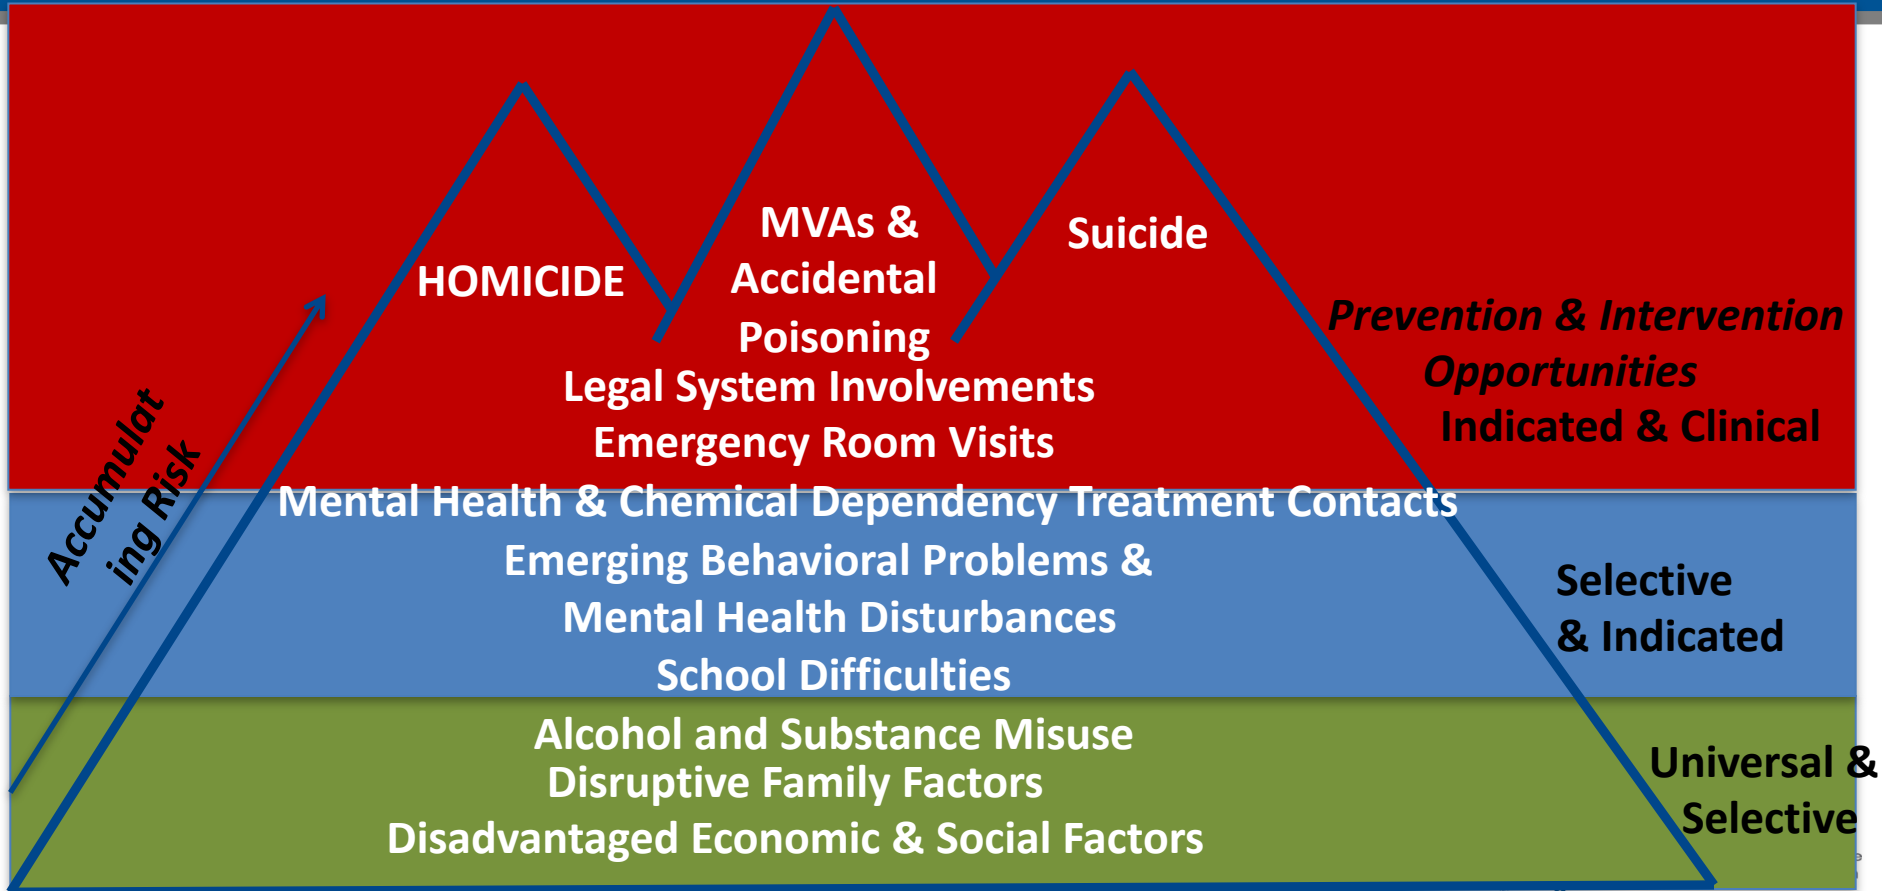 MVAs &
Accidental
Poisoning
Suicide
HOMICIDE
Legal System Involvements
Emergency Room Visits
Mental Health & Chemical Dependency Treatment Contacts
Emerging Behavioral Problems &
Mental Health Disturbances
School Difficulties
Alcohol and Substance Misuse
Disruptive Family Factors
Disadvantaged Economic & Social Factors
Accumulat
ing Risk
Prevention & Intervention
Opportunities
Indicated & Clinical
Selective
& Indicated
Universal &
Selective